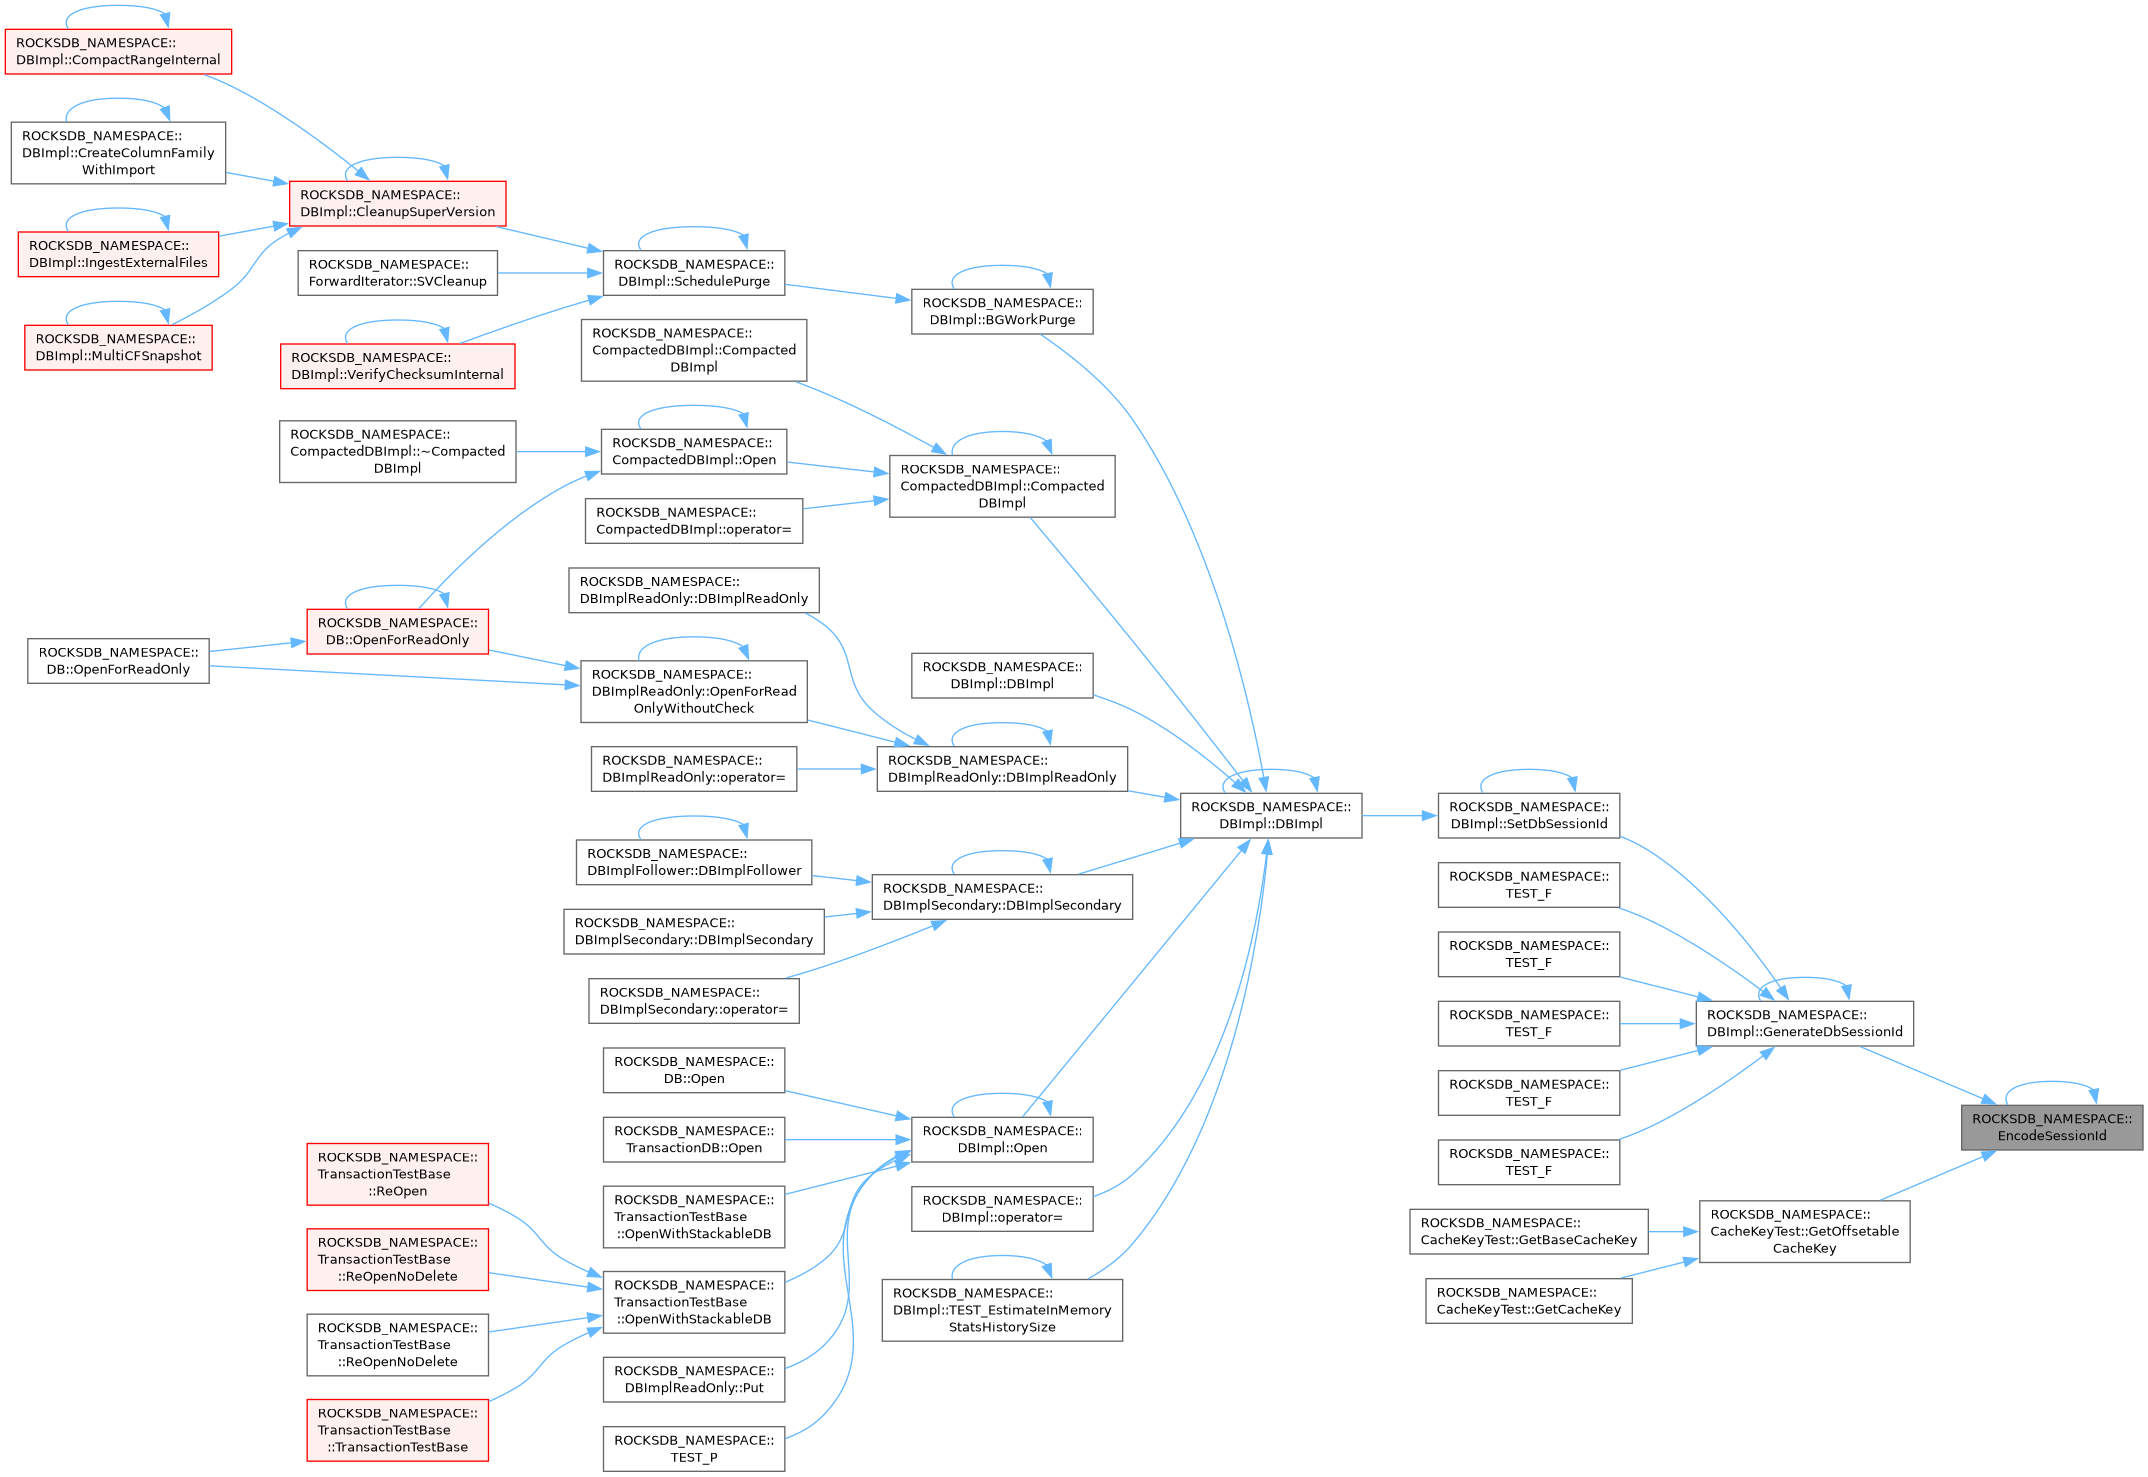 ROCKSDB_NAMESPACE::
DBImpl::CompactRangeInternal
ROCKSDB_NAMESPACE::
DBImpl::CreateColumnFamily
WithImport
ROCKSDB_NAMESPACE::
DBImpl::IngestExternalFiles
ROCKSDB_NAMESPACE::
DBImpl::MultiCFSnapshot
ROCKSDB_NAMESPACE::
DB::OpenForReadOnly
ROCKSDB_NAMESPACE::
DBImpl::CleanupSuperVersion
ROCKSDB_NAMESPACE::
ForwardIterator::SVCleanup
ROCKSDB_NAMESPACE::
DBImpl::VerifyChecksumInternal
ROCKSDB_NAMESPACE::
CompactedDBImpl::~Compacted
DBImpl
ROCKSDB_NAMESPACE::
DB::OpenForReadOnly
ROCKSDB_NAMESPACE::
TransactionTestBase
::ReOpen
ROCKSDB_NAMESPACE::
TransactionTestBase
::ReOpenNoDelete
ROCKSDB_NAMESPACE::
TransactionTestBase
::ReOpenNoDelete
ROCKSDB_NAMESPACE::
TransactionTestBase
::TransactionTestBase
ROCKSDB_NAMESPACE::
DBImpl::SchedulePurge
ROCKSDB_NAMESPACE::
CompactedDBImpl::Compacted
DBImpl
ROCKSDB_NAMESPACE::
CompactedDBImpl::Open
ROCKSDB_NAMESPACE::
CompactedDBImpl::operator=
ROCKSDB_NAMESPACE::
DBImplReadOnly::DBImplReadOnly
ROCKSDB_NAMESPACE::
DBImplReadOnly::OpenForRead
OnlyWithoutCheck
ROCKSDB_NAMESPACE::
DBImplReadOnly::operator=
ROCKSDB_NAMESPACE::
DBImplFollower::DBImplFollower
ROCKSDB_NAMESPACE::
DBImplSecondary::DBImplSecondary
ROCKSDB_NAMESPACE::
DBImplSecondary::operator=
ROCKSDB_NAMESPACE::
DB::Open
ROCKSDB_NAMESPACE::
TransactionDB::Open
ROCKSDB_NAMESPACE::
TransactionTestBase
::OpenWithStackableDB
ROCKSDB_NAMESPACE::
TransactionTestBase
::OpenWithStackableDB
ROCKSDB_NAMESPACE::
DBImplReadOnly::Put
ROCKSDB_NAMESPACE::
TEST_P
ROCKSDB_NAMESPACE::
DBImpl::BGWorkPurge
ROCKSDB_NAMESPACE::
CompactedDBImpl::Compacted
DBImpl
ROCKSDB_NAMESPACE::
DBImpl::DBImpl
ROCKSDB_NAMESPACE::
DBImplReadOnly::DBImplReadOnly
ROCKSDB_NAMESPACE::
DBImplSecondary::DBImplSecondary
ROCKSDB_NAMESPACE::
DBImpl::Open
ROCKSDB_NAMESPACE::
DBImpl::operator=
ROCKSDB_NAMESPACE::
DBImpl::TEST_EstimateInMemory
StatsHistorySize
ROCKSDB_NAMESPACE::
DBImpl::DBImpl
ROCKSDB_NAMESPACE::
DBImpl::SetDbSessionId
ROCKSDB_NAMESPACE::
TEST_F
ROCKSDB_NAMESPACE::
TEST_F
ROCKSDB_NAMESPACE::
TEST_F
ROCKSDB_NAMESPACE::
TEST_F
ROCKSDB_NAMESPACE::
TEST_F
ROCKSDB_NAMESPACE::
CacheKeyTest::GetBaseCacheKey
ROCKSDB_NAMESPACE::
CacheKeyTest::GetCacheKey
ROCKSDB_NAMESPACE::
DBImpl::GenerateDbSessionId
ROCKSDB_NAMESPACE::
CacheKeyTest::GetOffsetable
CacheKey
ROCKSDB_NAMESPACE::
EncodeSessionId